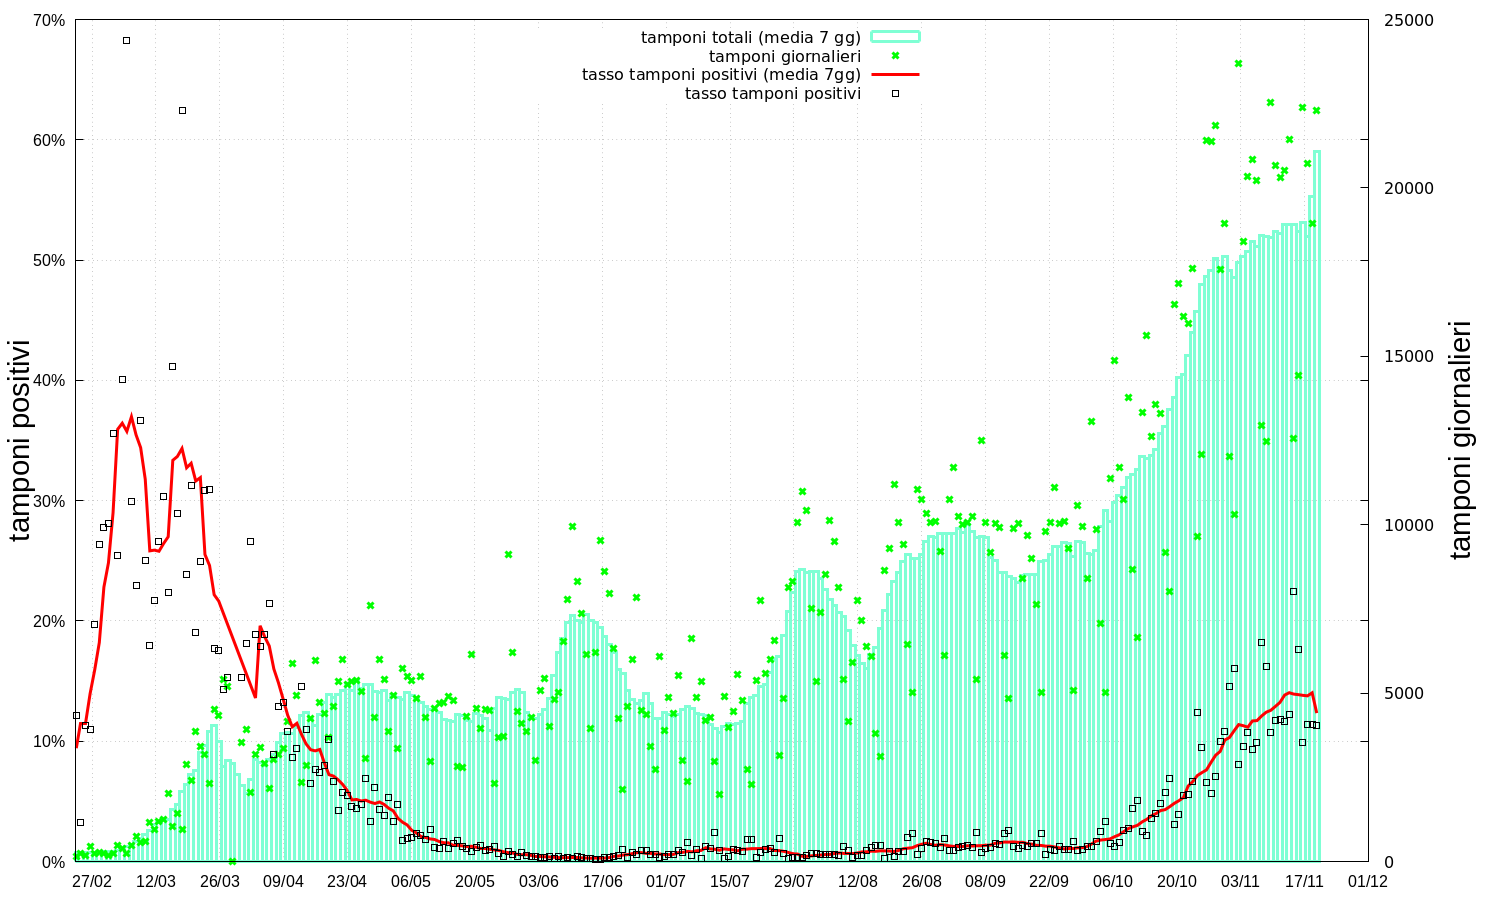 70%
60%
50%
40%
30%
20%
10%
0%
tamponi positivi
tamponi totali (media 7 gg)
tamponi giornalieri
tasso tamponi positivi (media 7gg)
tasso tamponi positivi
25000
20000
15000
10000
5000
0
tamponi giornalieri
27/02 12/03 26/03 09/04 23/04 06/05 20/05 03/06 17/06 01/07 15/07 29/07 12/08 26/08 08/09 22/09 06/10 20/10 03/11 17/11 01/12